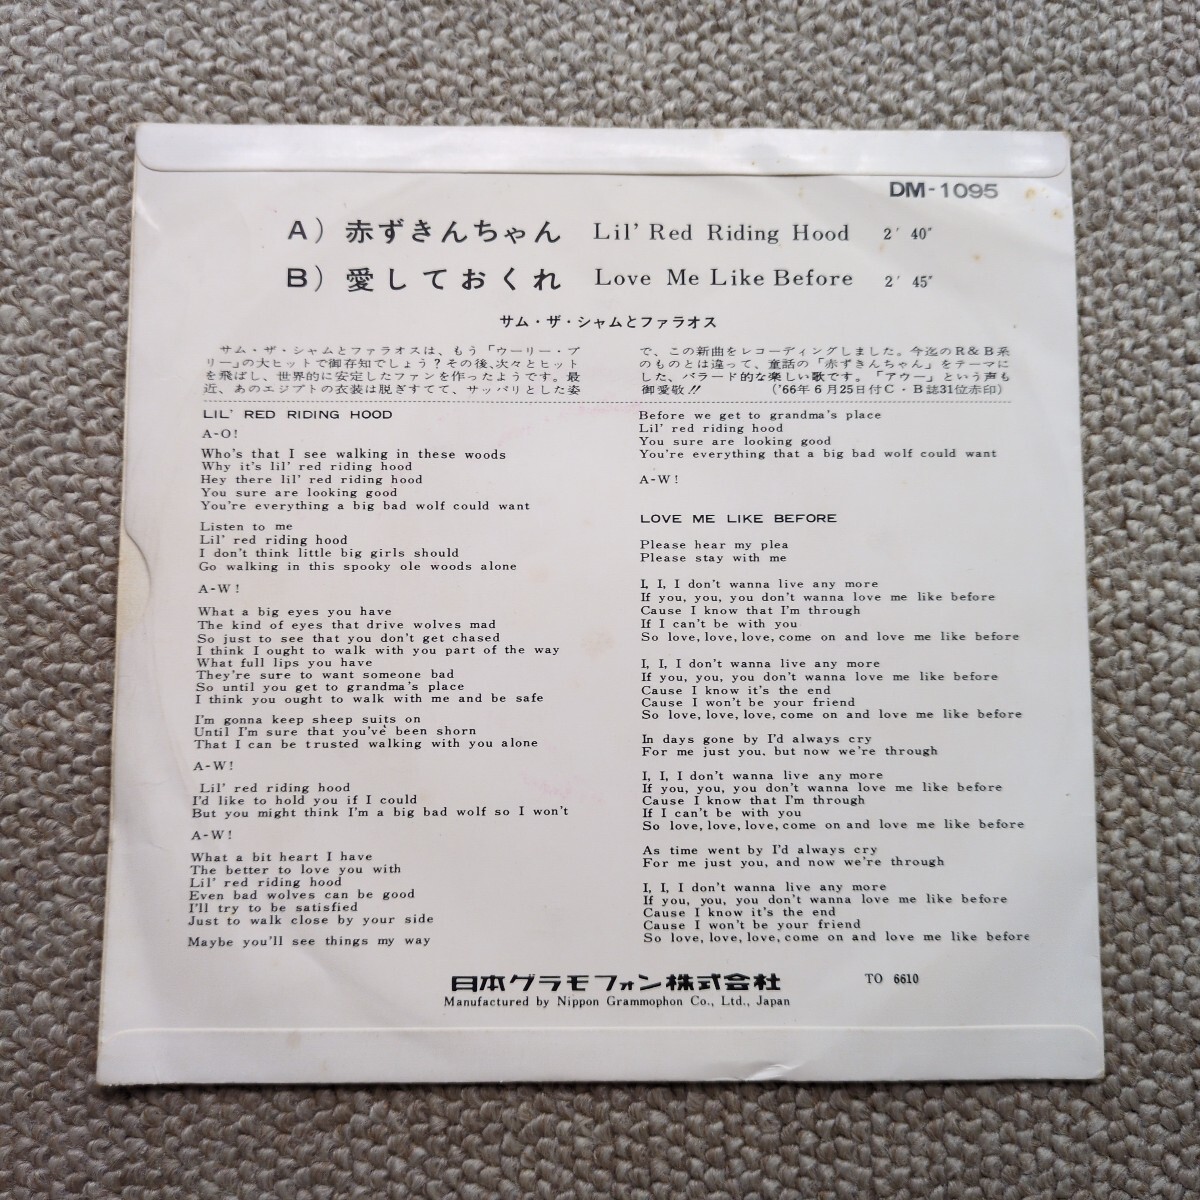 DM-1095
A) 赤ずきんちゃん Lil' Red Riding Hood 2' 40"
B) 愛しておくれ Love Me Like Before 2' 45"
サム・ザ・シャムとファラオス
サム・ザ・シャムとファラオスは、もう「ウーリー・ブ
リー」の大ヒットで御存知でしょう?その後、次々とヒット
を飛ばし、世界的に安定したファンを作ったようです。最
近、あのエジプトの衣装は脱ぎすてて、サッパリとした姿
で、この新曲をレコーディングしました。今迄のR&B系
のものとは違って、童話の「赤ずきんちゃん」をテーマに
した、バラード的な楽しい歌です。「アウー」という声も
御愛敬!! ('66年6月25日付C・B誌31位赤印)
LIL' RED RIDING HOOD
A-O!
Who's that I see walking in these woods
Why it's lil' red riding hood
Hey there lil' red riding hood
You sure are looking good
You're everything a big bad wolf could want
Listen to me
Lil' red riding hood
I don't think little big girls should
Go walking in this spooky ole woods alone
A-W!
What a big eyes you have
The kind of eyes that drive wolves mad
So just to see that you don't get chased
I think I ought to walk with you part of the way
What full lips you have
They're sure to want someone bad
So until you get to grandma's place
I think you ought to walk with me and be safe
I'm gonna keep sheep suits on
Until I'm sure that you've been shorn
That I can be trusted walking with you alone
A-W!
Lil' red riding hood
I'd like to hold you if I could
But you might think I'm a big bad wolf so I won't
A-W!
What a bit heart I have
The better to love you with
Lil' red riding hood
Even bad wolves can be good
I'll try to be satisfied
Just to walk close by your side
Maybe you'll see things my way
Before we get to grandma's place
Lil' red riding hood
You sure are looking good
You're everything that a big bad wolf could want
A-W!
LOVE ME LIKE BEFORE
Please hear my plea
Please stay with me
I, I, I don't wanna live any more
If you, you, you don't wanna love me like before
Cause I know that I'm through
If I can't be with you
So love, love, love, come on and love me like before
I, I, I don't wanna live any more
If you, you, you don't wanna love me like before
Cause I know it's the end
Cause I won't be your friend
So love, love, love, come on and love me like before
In days gone by I'd always cry
For me just you, but now we're through
I, I, I don't wanna live any more
If you, you, you don't wanna love me like before
Cause I know that I'm through
If I can't be with you
So love, love, love, come on and love me like before
As time went by I'd always cry
For me just you, and now we're through
I, I, I don't wanna live any more
If you, you, you don't wanna love me like before
Cause I know it's the end
Cause I won't be your friend
So love, love, love, come on and love me like before
日本グラモフォン株式会社 TO 6610
Manufactured by Nippon Grammophon Co., Ltd., Japan